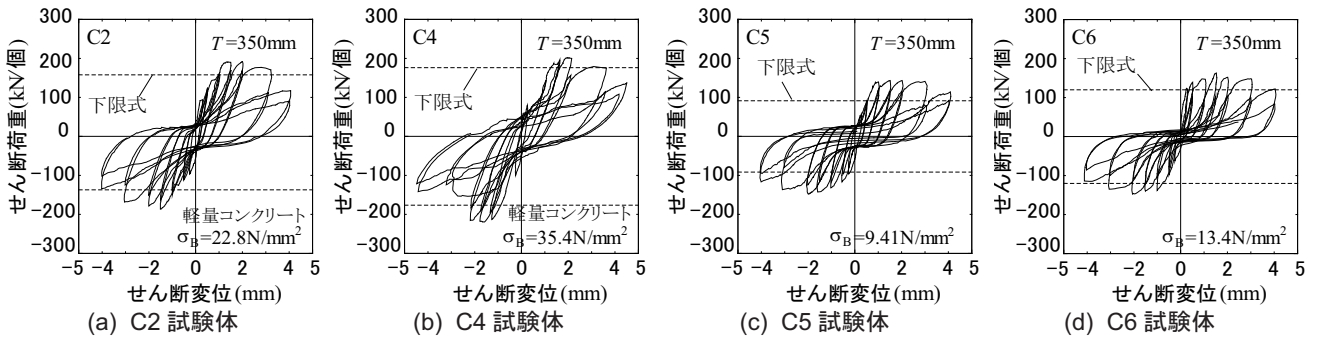 せん断荷重(kN/個)
300
200
100
0
−100
−200
−300
C2
T=350mm
下限式
軽量コンクリート
σB=22.8N/mm²
−5 −4 −3 −2 −1 0 1 2 3 4 5
せん断変位(mm)
(a) C2 試験体
せん断荷重(kN/個)
300
200
100
0
−100
−200
−300
C4
T=350mm
下限式
軽量コンクリート
σB=35.4N/mm²
−5 −4 −3 −2 −1 0 1 2 3 4 5
せん断変位(mm)
(b) C4 試験体
せん断荷重(kN/個)
300
200
100
0
−100
−200
−300
C5
T=350mm
下限式
σB=9.41N/mm²
−5 −4 −3 −2 −1 0 1 2 3 4 5
せん断変位(mm)
(c) C5 試験体
せん断荷重(kN/個)
300
200
100
0
−100
−200
−300
C6
T=350mm
下限式
σB=13.4N/mm²
−5 −4 −3 −2 −1 0 1 2 3 4 5
せん断変位(mm)
(d) C6 試験体